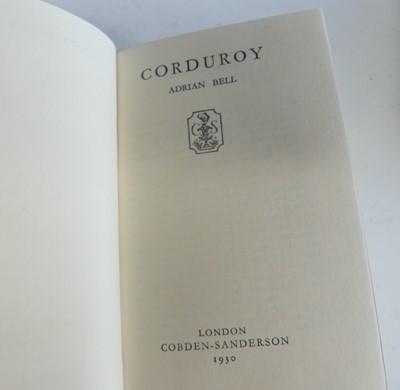 CORDUROY
ADRIAN BELL
C S
LONDON
COBDEN-SANDERSON
1930